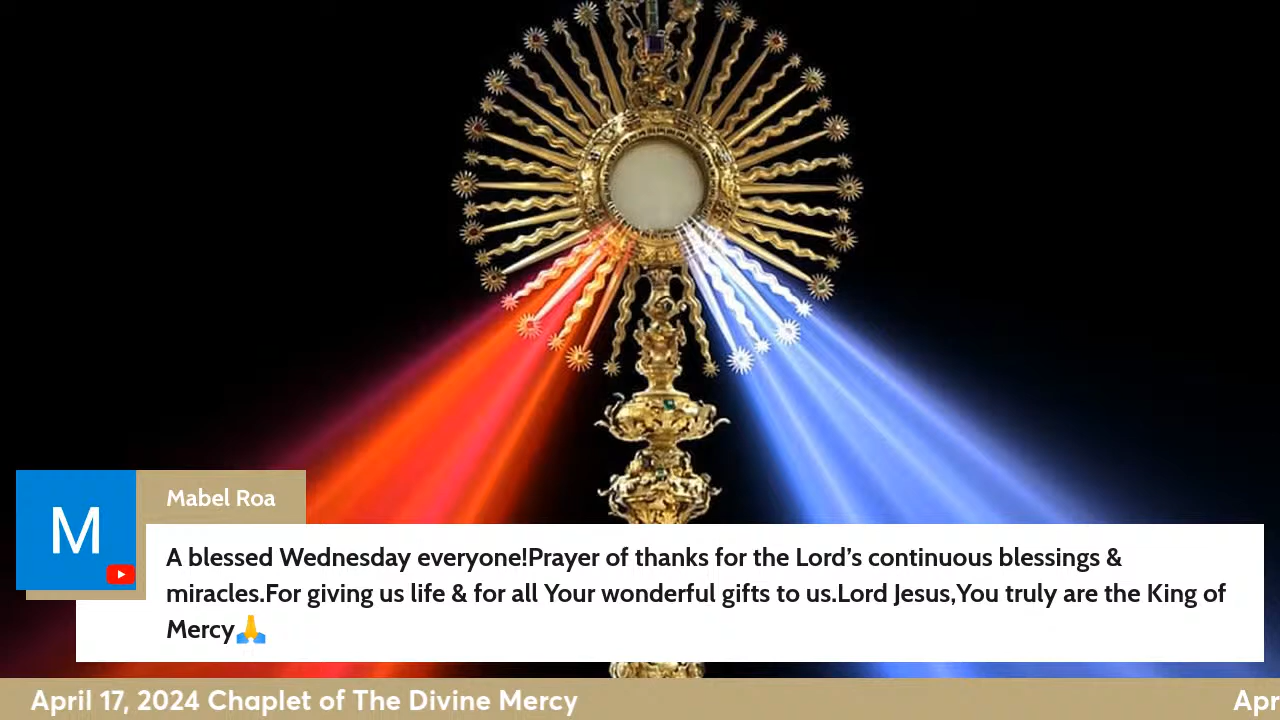 M
Mabel Roa
A blessed Wednesday everyone!Prayer of thanks for the Lord’s continuous blessings &
miracles.For giving us life & for all Your wonderful gifts to us.Lord Jesus,You truly are the King of
Mercy🙏
April 17, 2024 Chaplet of The Divine Mercy
Apr